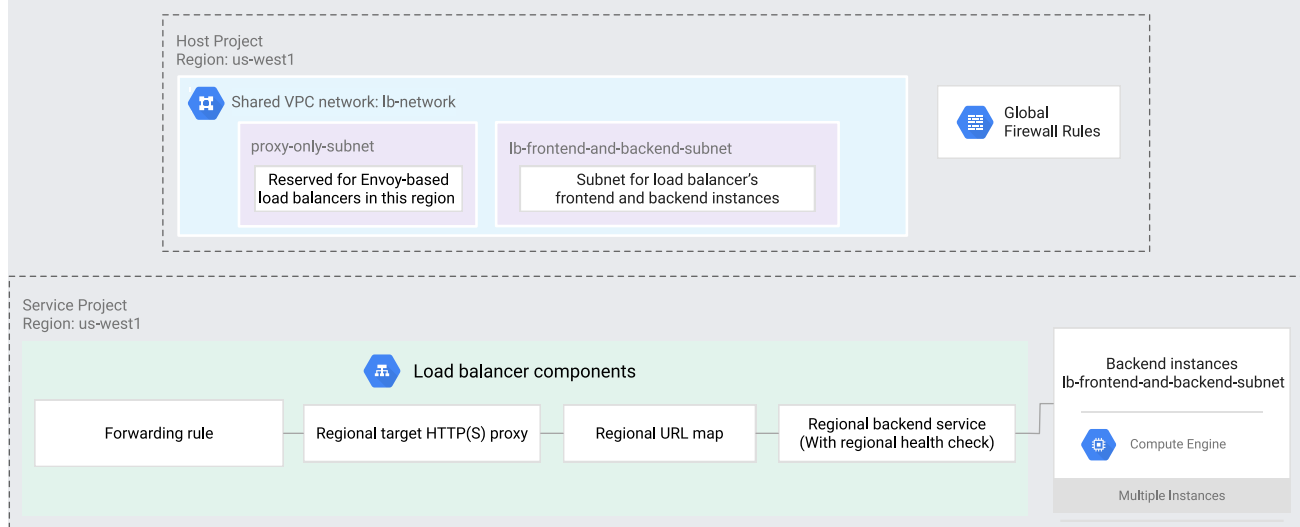 Host Project
Region: us-west1
Shared VPC network: lb-network
proxy-only-subnet
Reserved for Envoy-based
load balancers in this region
lb-frontend-and-backend-subnet
Subnet for load balancer’s
frontend and backend instances
Global
Firewall Rules
Service Project
Region: us-west1
Load balancer components
Forwarding rule
Regional target HTTP(S) proxy
Regional URL map
Regional backend service
(With regional health check)
Backend instances
lb-frontend-and-backend-subnet
Compute Engine
Multiple Instances